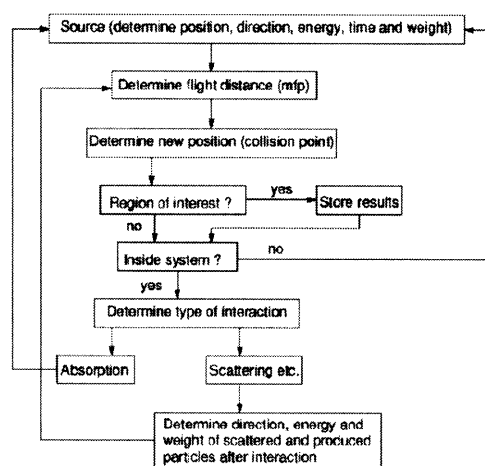 Source (determine position, direction, energy, time and weight)
Determine flight distance (mfp)
Determine new position (collision point)
Region of interest ?
yes
Store results
no
Inside system ?
no
yes
Determine type of interaction
Absorption
Scattering etc.
Determine direction, energy and
weight of scattered and produced
particles after interaction